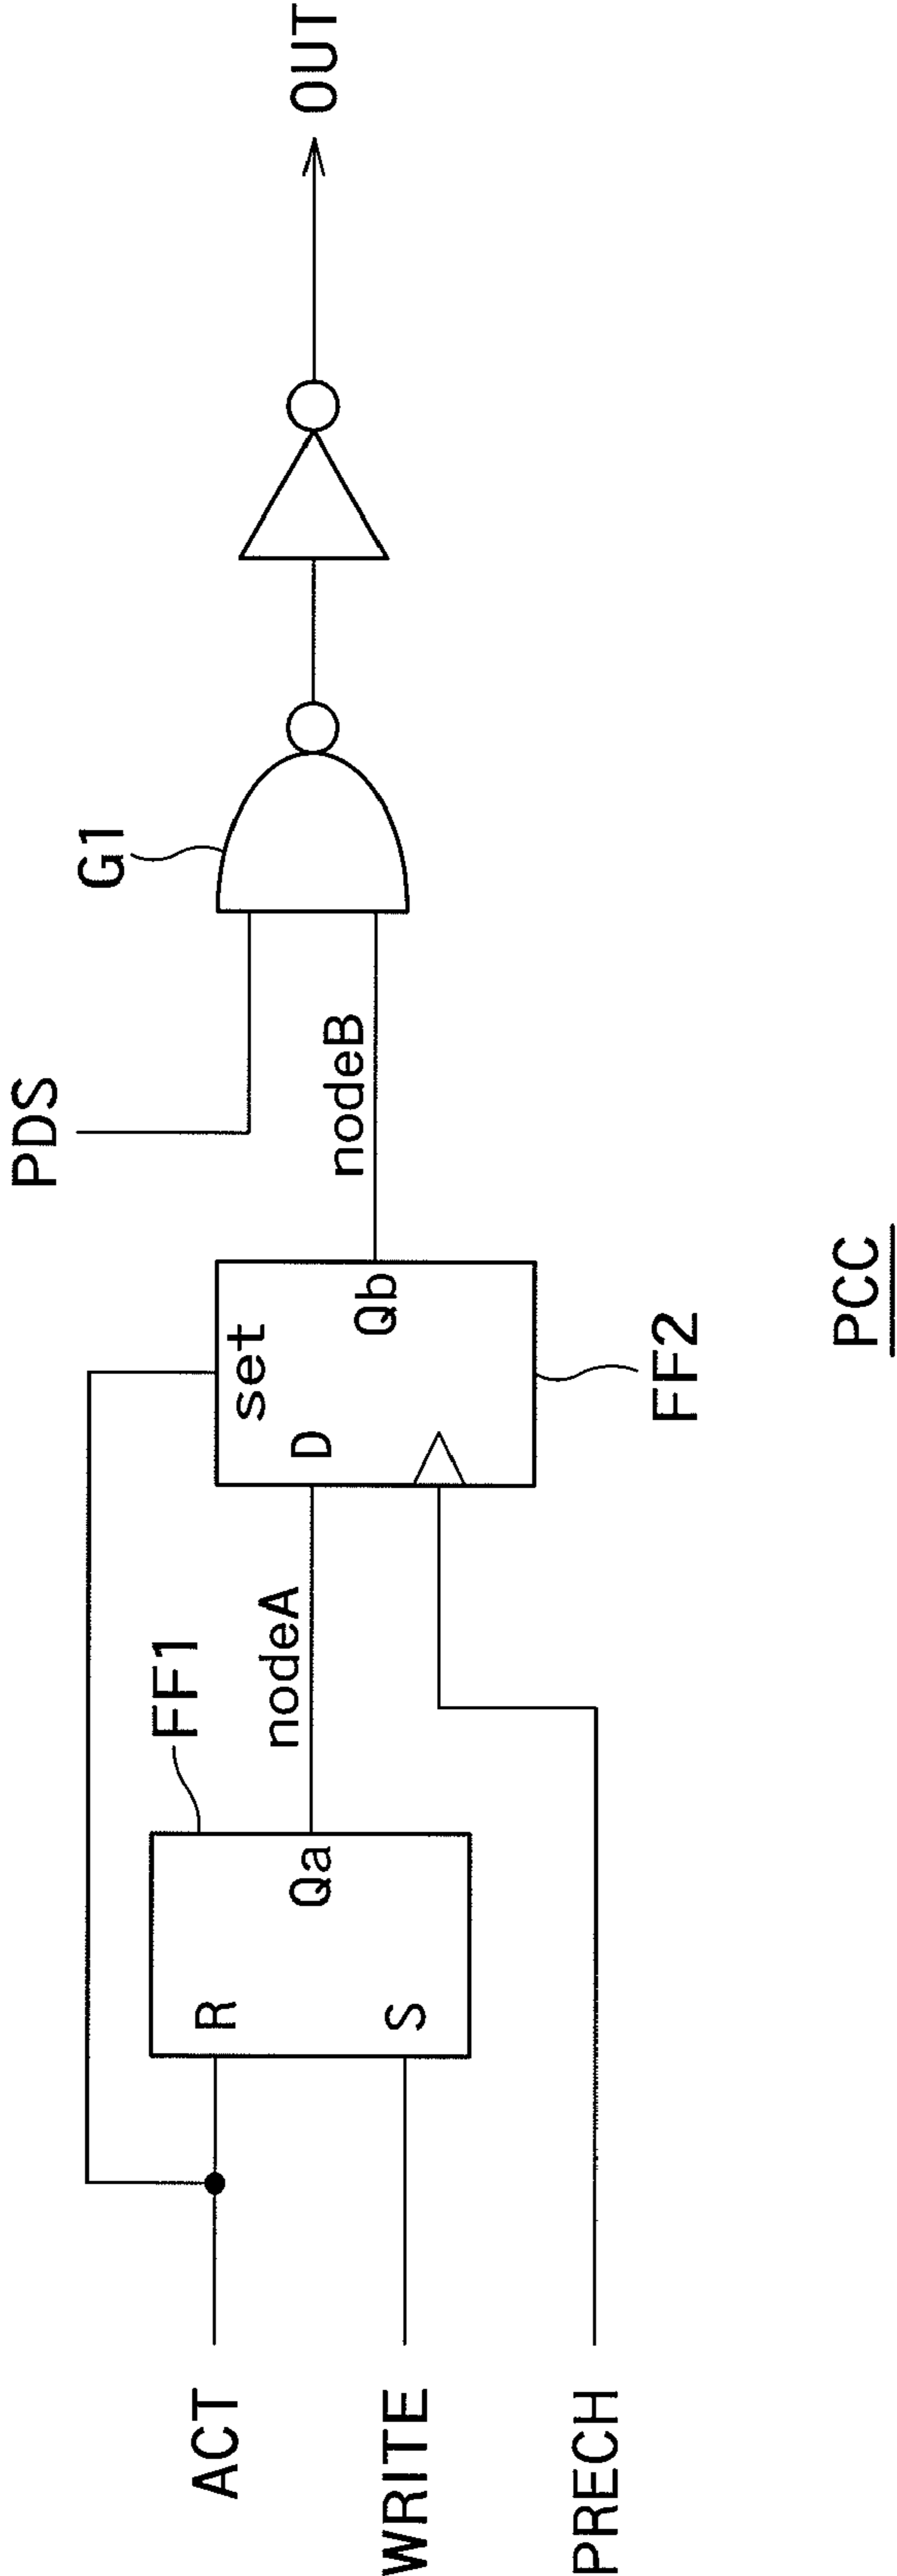 ACT
WRITE
PRECH
R
S
Qa
FF1
nodeA
set
D
Qb
FF2
nodeB
PDS
G1
OUT
PCC